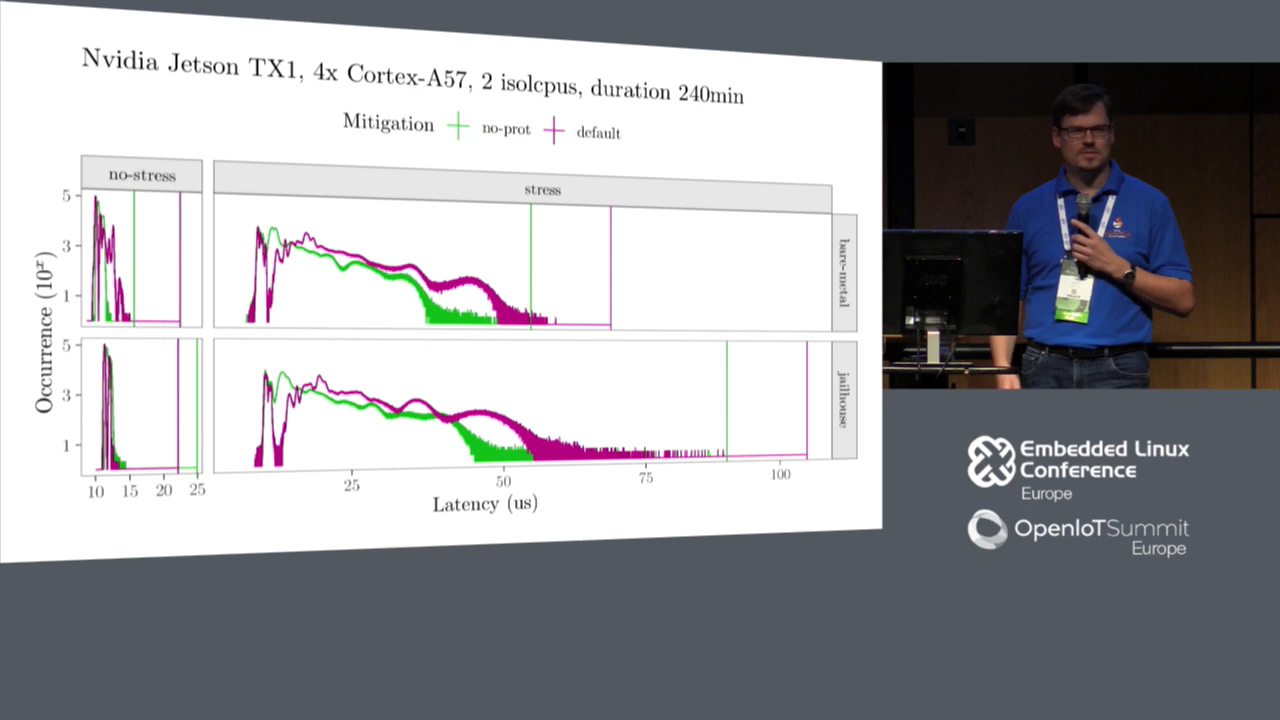 Nvidia Jetson TX1, 4x Cortex-A57, 2 isolcpus, duration 240min
Mitigation no-prot default
no-stress
stress
Occurrence (10^x)
5
3
1
bare-metal
5
3
1
jailhouse
10 15 20 25
25 50 75 100
Latency (us)
AOC
Embedded Linux
Conference
Europe
OpenIoTSummit
Europe